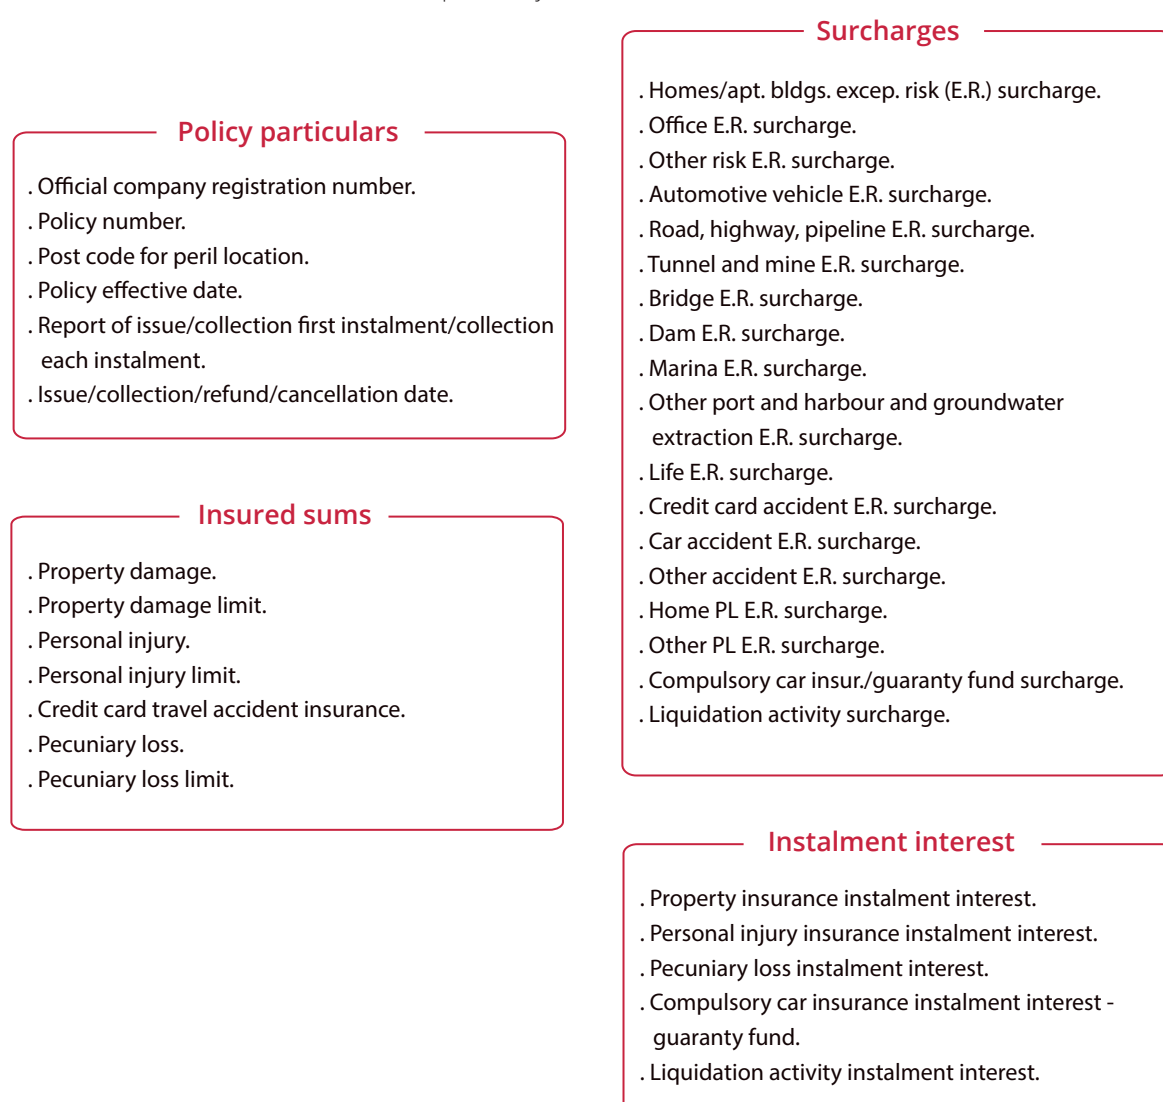 Policy particulars
. Official company registration number.
. Policy number.
. Post code for peril location.
. Policy effective date.
. Report of issue/collection first instalment/collection
each instalment.
. Issue/collection/refund/cancellation date.
Insured sums
. Property damage.
. Property damage limit.
. Personal injury.
. Personal injury limit.
. Credit card travel accident insurance.
. Pecuniary loss.
. Pecuniary loss limit.
Surcharges
. Homes/apt. bldgs. excep. risk (E.R.) surcharge.
. Office E.R. surcharge.
. Other risk E.R. surcharge.
. Automotive vehicle E.R. surcharge.
. Road, highway, pipeline E.R. surcharge.
. Tunnel and mine E.R. surcharge.
. Bridge E.R. surcharge.
. Dam E.R. surcharge.
. Marina E.R. surcharge.
. Other port and harbour and groundwater
extraction E.R. surcharge.
. Life E.R. surcharge.
. Credit card accident E.R. surcharge.
. Car accident E.R. surcharge.
. Other accident E.R. surcharge.
. Home PL E.R. surcharge.
. Other PL E.R. surcharge.
. Compulsory car insur./guaranty fund surcharge.
. Liquidation activity surcharge.
Instalment interest
. Property insurance instalment interest.
. Personal injury insurance instalment interest.
. Pecuniary loss instalment interest.
. Compulsory car insurance instalment interest -
guaranty fund.
. Liquidation activity instalment interest.